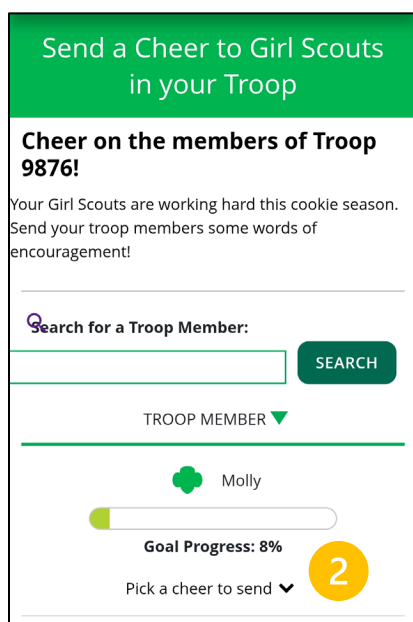 Send a Cheer to Girl Scouts
in your Troop
Cheer on the members of Troop
9876!
Your Girl Scouts are working hard this cookie season.
Send your troop members some words of
encouragement!
Search for a Troop Member:
SEARCH
TROOP MEMBER
Molly
Goal Progress: 8%
Pick a cheer to send
2